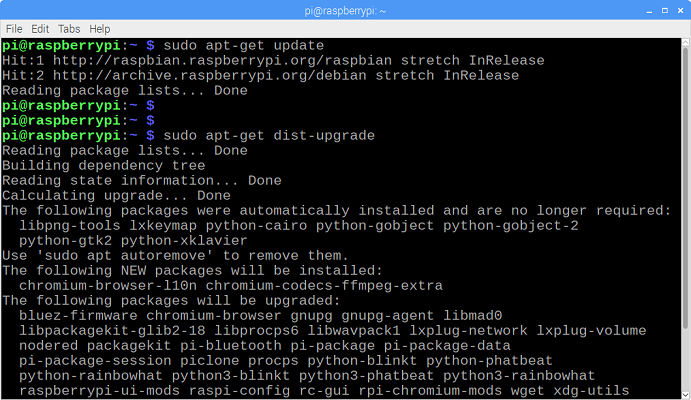 pi@raspberrypi: ~
File Edit Tabs Help
pi@raspberrypi:~ $ sudo apt-get update
Hit:1 http://raspbian.raspberrypi.org/raspbian stretch InRelease
Hit:2 http://archive.raspberrypi.org/debian stretch InRelease
Reading package lists... Done
pi@raspberrypi:~ $
pi@raspberrypi:~ $
pi@raspberrypi:~ $ sudo apt-get dist-upgrade
Reading package lists... Done
Building dependency tree
Reading state information... Done
Calculating upgrade... Done
The following packages were automatically installed and are no longer required:
  libpng-tools lxkeymap python-cairo python-gobject python-gobject-2
  python-gtk2 python-xklavier
Use 'sudo apt autoremove' to remove them.
The following NEW packages will be installed:
  chromium-browser-l10n chromium-codecs-ffmpeg-extra
The following packages will be upgraded:
  bluez-firmware chromium-browser gnupg gnupg-agent libmad0
  libpackagekit-glib2-18 libprocps6 libwavpack1 lxplug-network lxplug-volume
  nodered packagekit pi-bluetooth pi-package pi-package-data
  pi-package-session piclone procps python-blinkt python-phatbeat
  python-rainbowhat python3-blinkt python3-phatbeat python3-rainbowhat
  raspberrypi-ui-mods raspi-config rc-gui rpi-chromium-mods wget xdg-utils